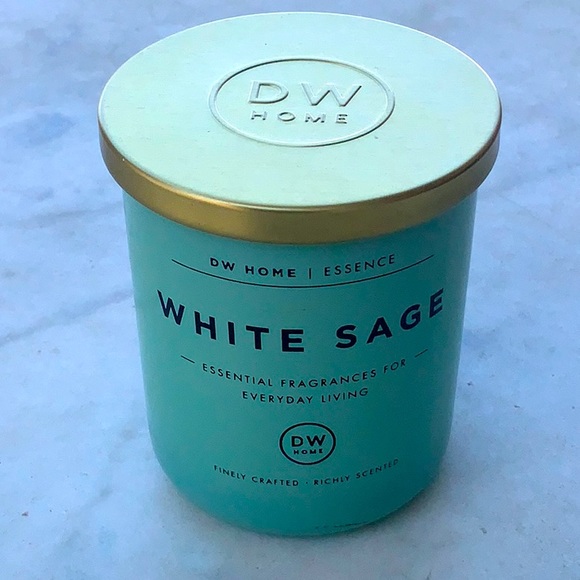 DW
HOME
DW HOME | ESSENCE
WHITE SAGE
ESSENTIAL FRAGRANCES FOR
EVERYDAY LIVING
DW
HOME
FINELY CRAFTED · RICHLY SCENTED